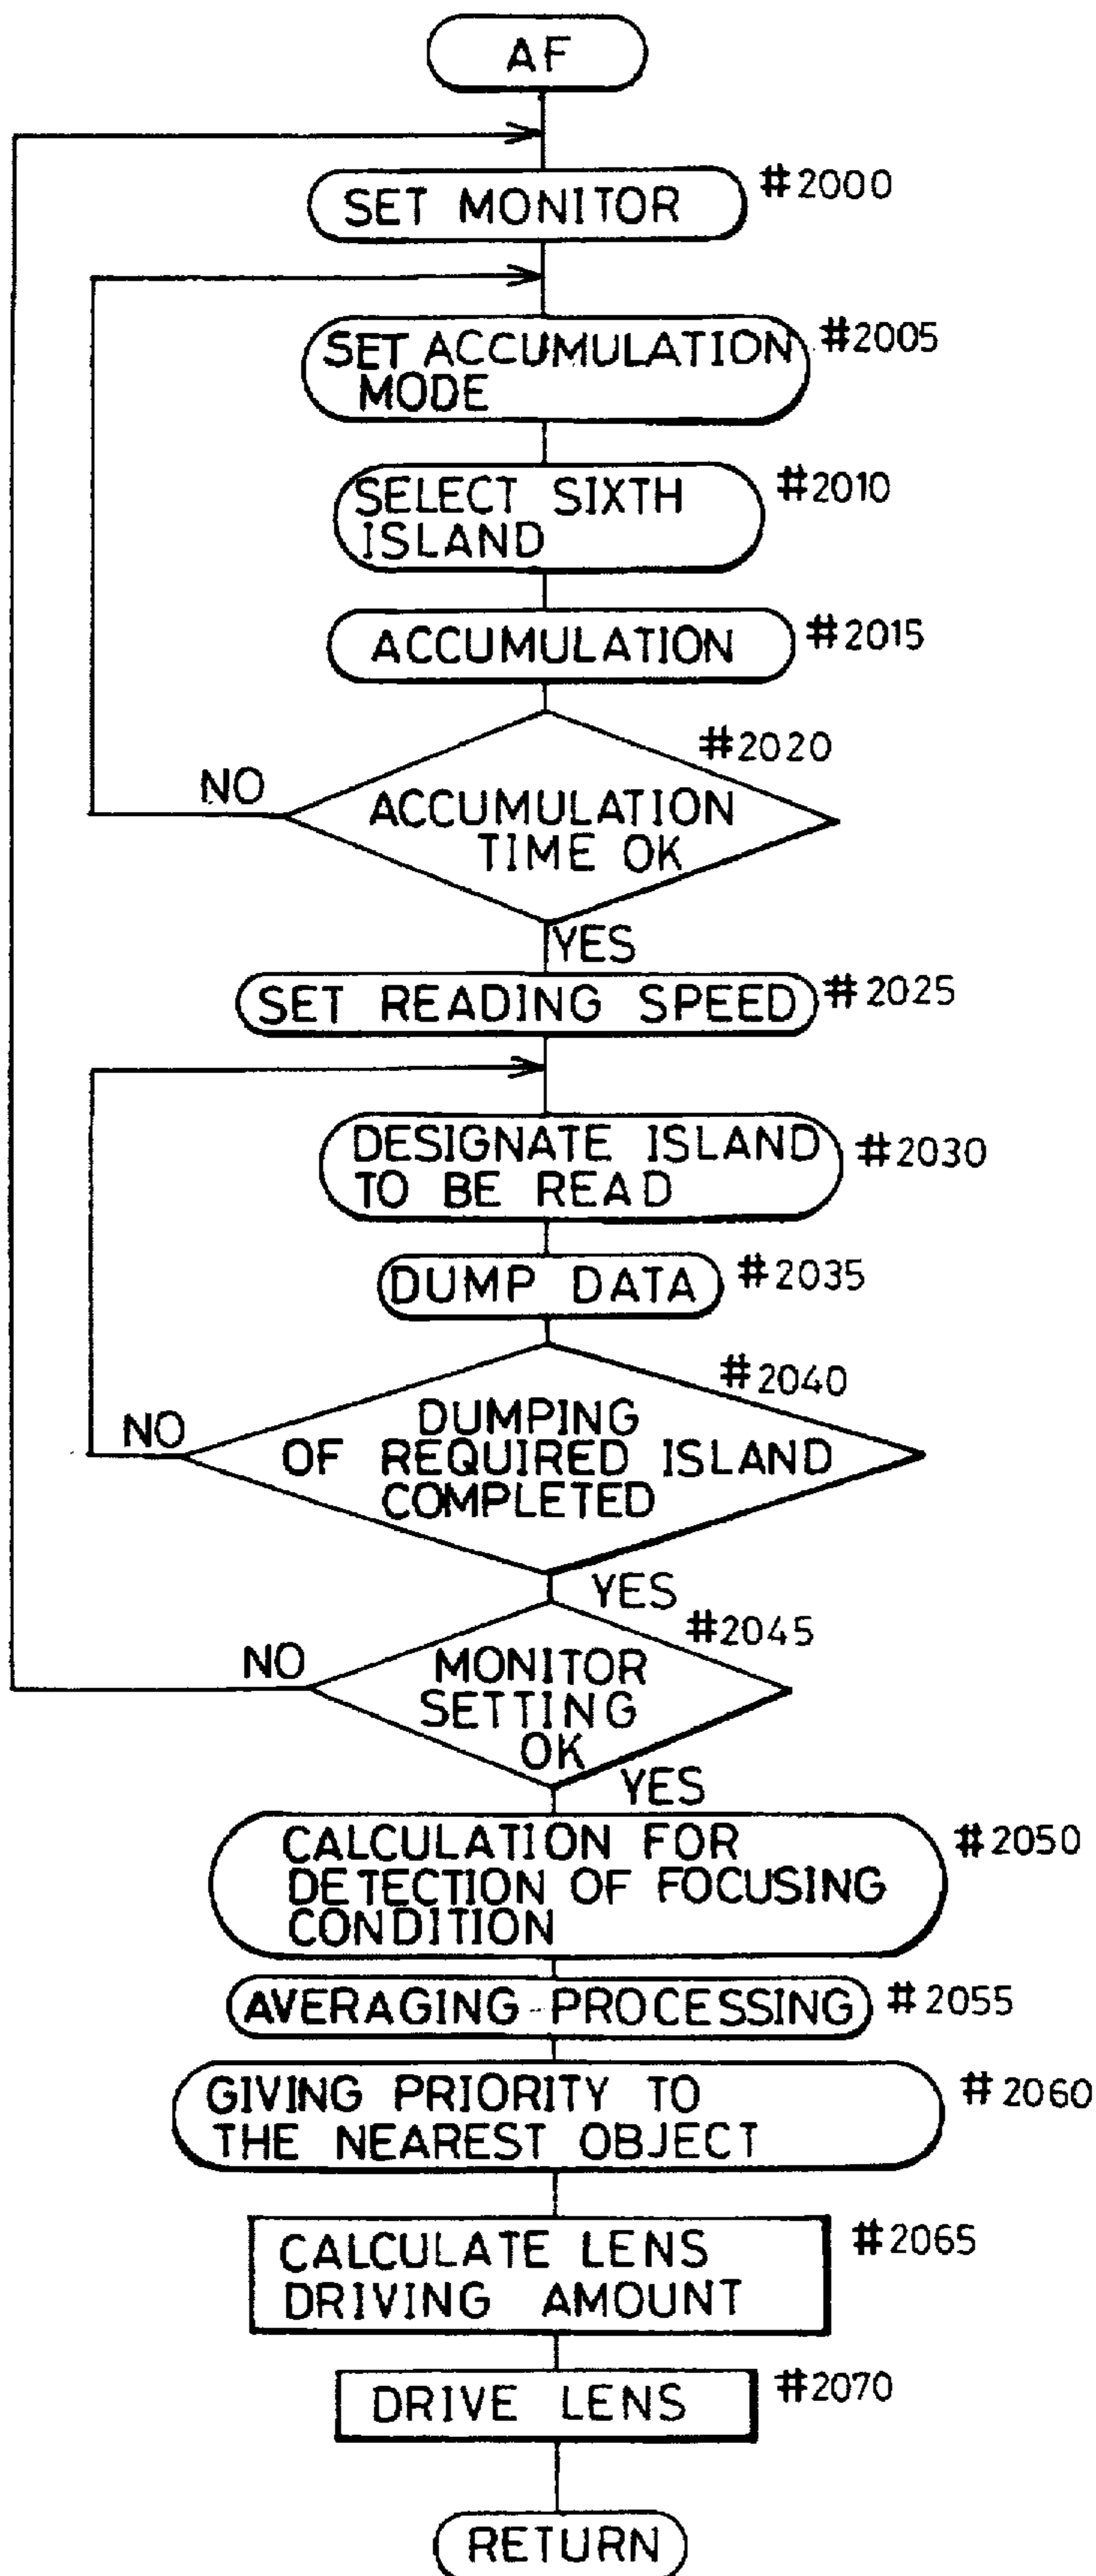 AF
SET MONITOR #2000
SET ACCUMULATION #2005
MODE
SELECT SIXTH #2010
ISLAND
ACCUMULATION #2015
#2020
NO
ACCUMULATION
TIME OK
YES
SET READING SPEED #2025
DESIGNATE ISLAND #2030
TO BE READ
DUMP DATA #2035
#2040
NO
DUMPING
OF REQUIRED ISLAND
COMPLETED
YES
#2045
NO
MONITOR
SETTING
OK
YES
CALCULATION FOR #2050
DETECTION OF FOCUSING
CONDITION
AVERAGING PROCESSING #2055
GIVING PRIORITY TO #2060
THE NEAREST OBJECT
CALCULATE LENS #2065
DRIVING AMOUNT
DRIVE LENS #2070
RETURN